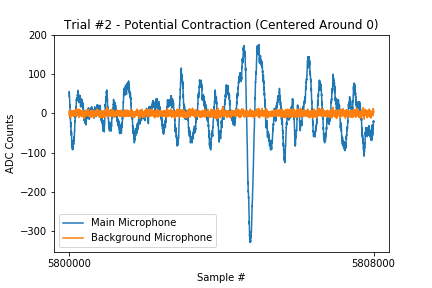 Trial #2 - Potential Contraction (Centered Around 0)
200
100
0
−100
−200
−300
ADC Counts
Main Microphone
Background Microphone
5800000
5808000
Sample #